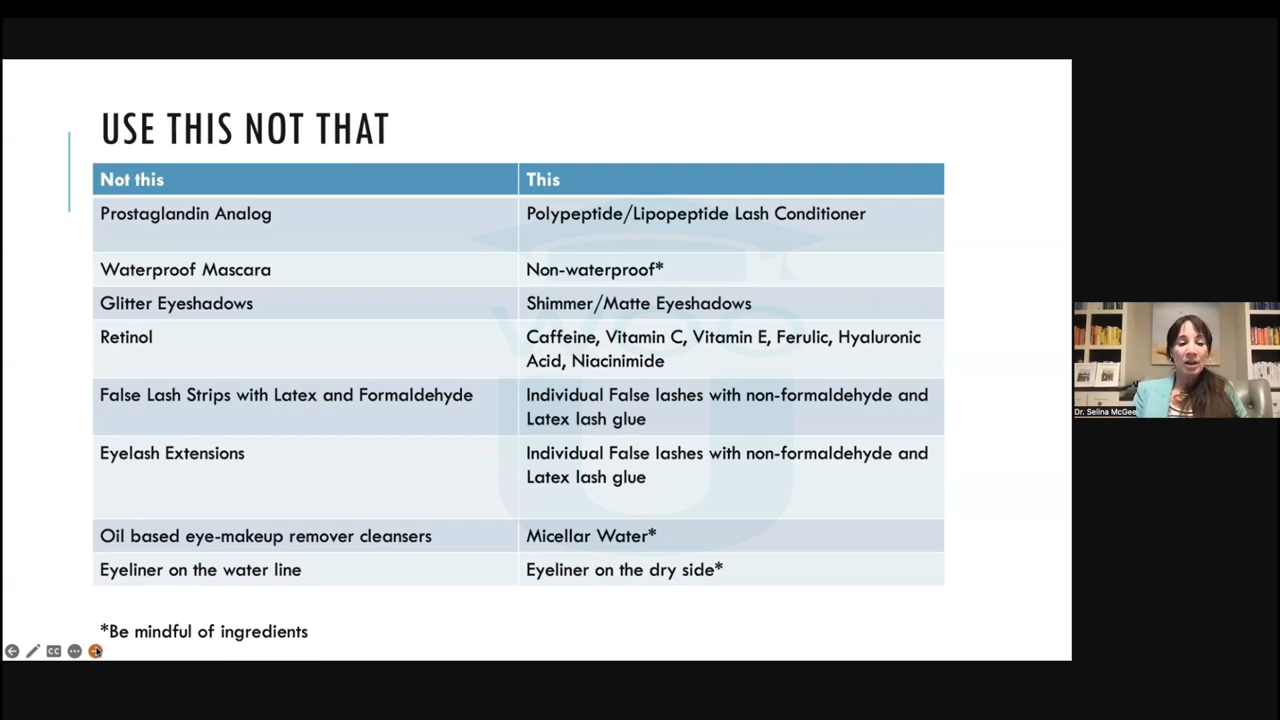 USE THIS NOT THAT
Not this
This
Prostaglandin Analog
Polypeptide/Lipopeptide Lash Conditioner
Waterproof Mascara
Non-waterproof*
Glitter Eyeshadows
Shimmer/Matte Eyeshadows
Retinol
Caffeine, Vitamin C, Vitamin E, Ferulic, Hyaluronic
Acid, Niacinimide
False Lash Strips with Latex and Formaldehyde
Individual False lashes with non-formaldehyde and
Latex lash glue
Eyelash Extensions
Individual False lashes with non-formaldehyde and
Latex lash glue
Oil based eye-makeup remover cleansers
Micellar Water*
Eyeliner on the water line
Eyeliner on the dry side*
*Be mindful of ingredients
CC
Dr. Selina McGee